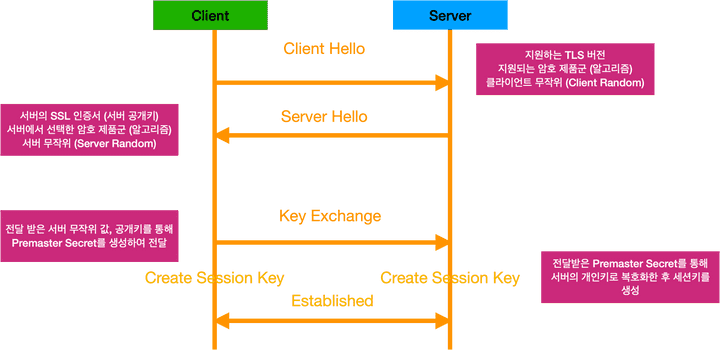 Client
Server
Client Hello
지원하는 TLS 버전
지원되는 암호 제품군 (알고리즘)
클라이언트 무작위 (Client Random)
서버의 SSL 인증서 (서버 공개키)
서버에서 선택한 암호 제품군 (알고리즘)
서버 무작위 (Server Random)
Server Hello
Key Exchange
전달 받은 서버 무작위 값, 공개키를 통해
Premaster Secret를 생성하여 전달
Create Session Key
Create Session Key
전달받은 Premaster Secret를 통해
서버의 개인키로 복호화한 후 세션키를
생성
Established